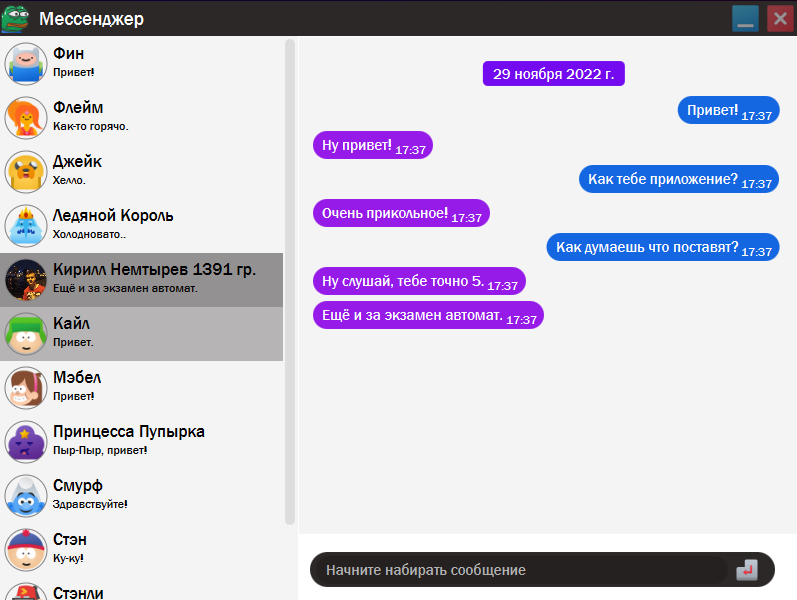 Мессенджер
Фин
Привет!
Флейм
Как-то горячо.
Джейк
Хелло.
Ледяной Король
Холодновато..
Кирилл Немтырев 1391 гр.
Ещё и за экзамен автомат.
Кайл
Привет.
Мэбел
Привет!
Принцесса Пупырка
Пыр-Пыр, привет!
Смурф
Здравствуйте!
Стэн
Ку-ку!
Стэнли
29 ноября 2022 г.
Привет! 17:37
Ну привет! 17:37
Как тебе приложение? 17:37
Очень прикольное! 17:37
Как думаешь что поставят? 17:37
Ну слушай, тебе точно 5. 17:37
Ещё и за экзамен автомат. 17:37
Начните набирать сообщение